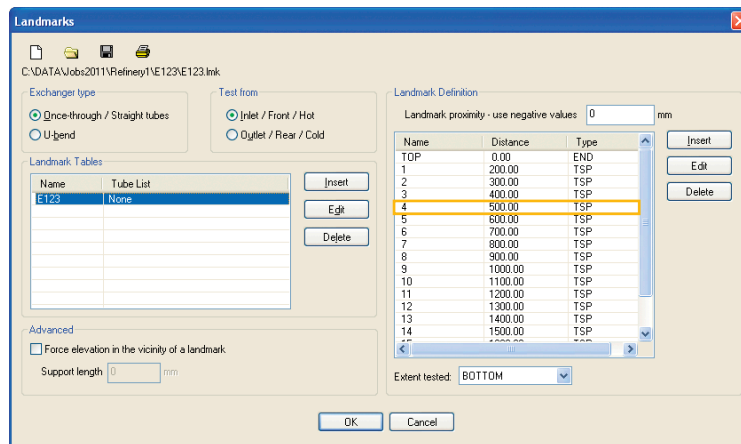 Landmarks
C:\DATA\Jobs2011\Refinery1\E123\E123.lmk
Exchanger type
Once-through / Straight tubes
U-bend
Test from
Inlet / Front / Hot
Outlet / Rear / Cold
Landmark Tables
Name Tube List
E123 None
Insert
Edit
Delete
Advanced
Force elevation in the vicinity of a landmark
Support length 0 mm
Landmark Definition
Landmark proximity - use negative values 0 mm
Name Distance Type
TOP 0.00 END
1 200.00 TSP
2 300.00 TSP
3 400.00 TSP
4 500.00 TSP
5 600.00 TSP
6 700.00 TSP
7 800.00 TSP
8 900.00 TSP
9 1000.00 TSP
10 1100.00 TSP
11 1200.00 TSP
12 1300.00 TSP
13 1400.00 TSP
14 1500.00 TSP
Insert
Edit
Delete
Extent tested: BOTTOM
OK Cancel